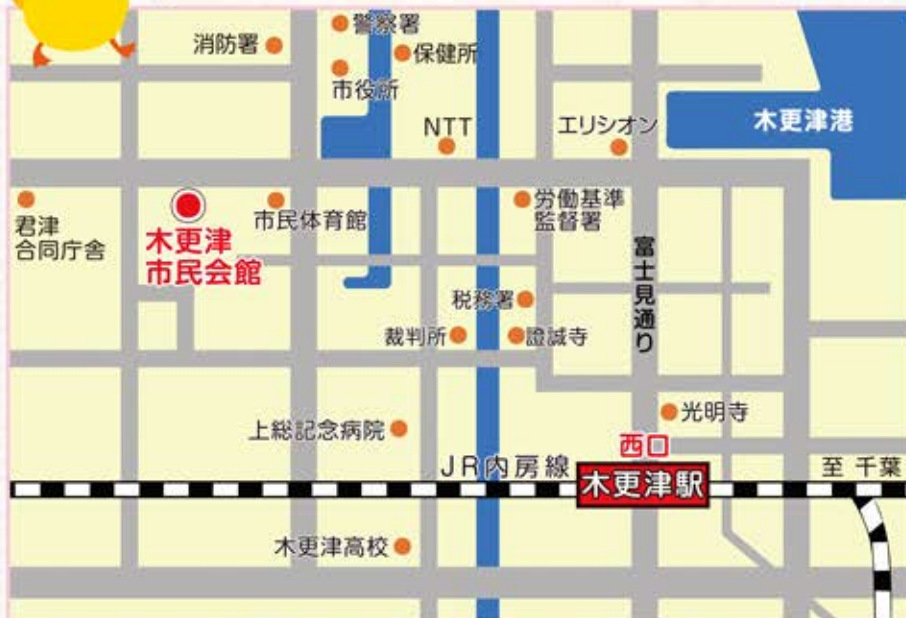 警察署
消防署
保健所
市役所
NTT
エリシオン
木更津港
君津
合同庁舎
木更津
市民会館
市民体育館
労働基準
監督署
富士見通り
税務署
裁判所
證誠寺
光明寺
上総記念病院
西口
JR内房線
木更津駅
至 千葉
木更津高校